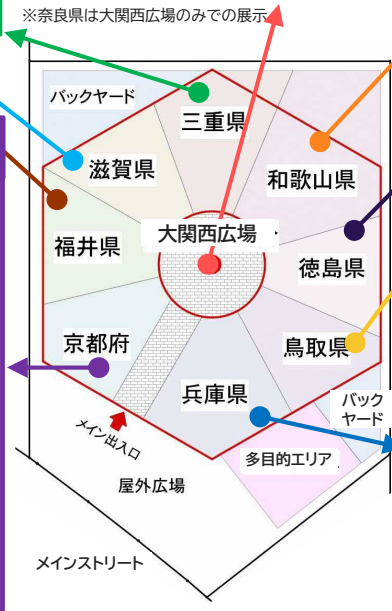 ※奈良県は大関西広場のみでの展示
バックヤード
三重県
滋賀県
和歌山県
大関西広場
福井県
徳島県
京都府
鳥取県
兵庫県
バック
ヤード
メイン出入口
多目的エリア
屋外広場
メインストリート